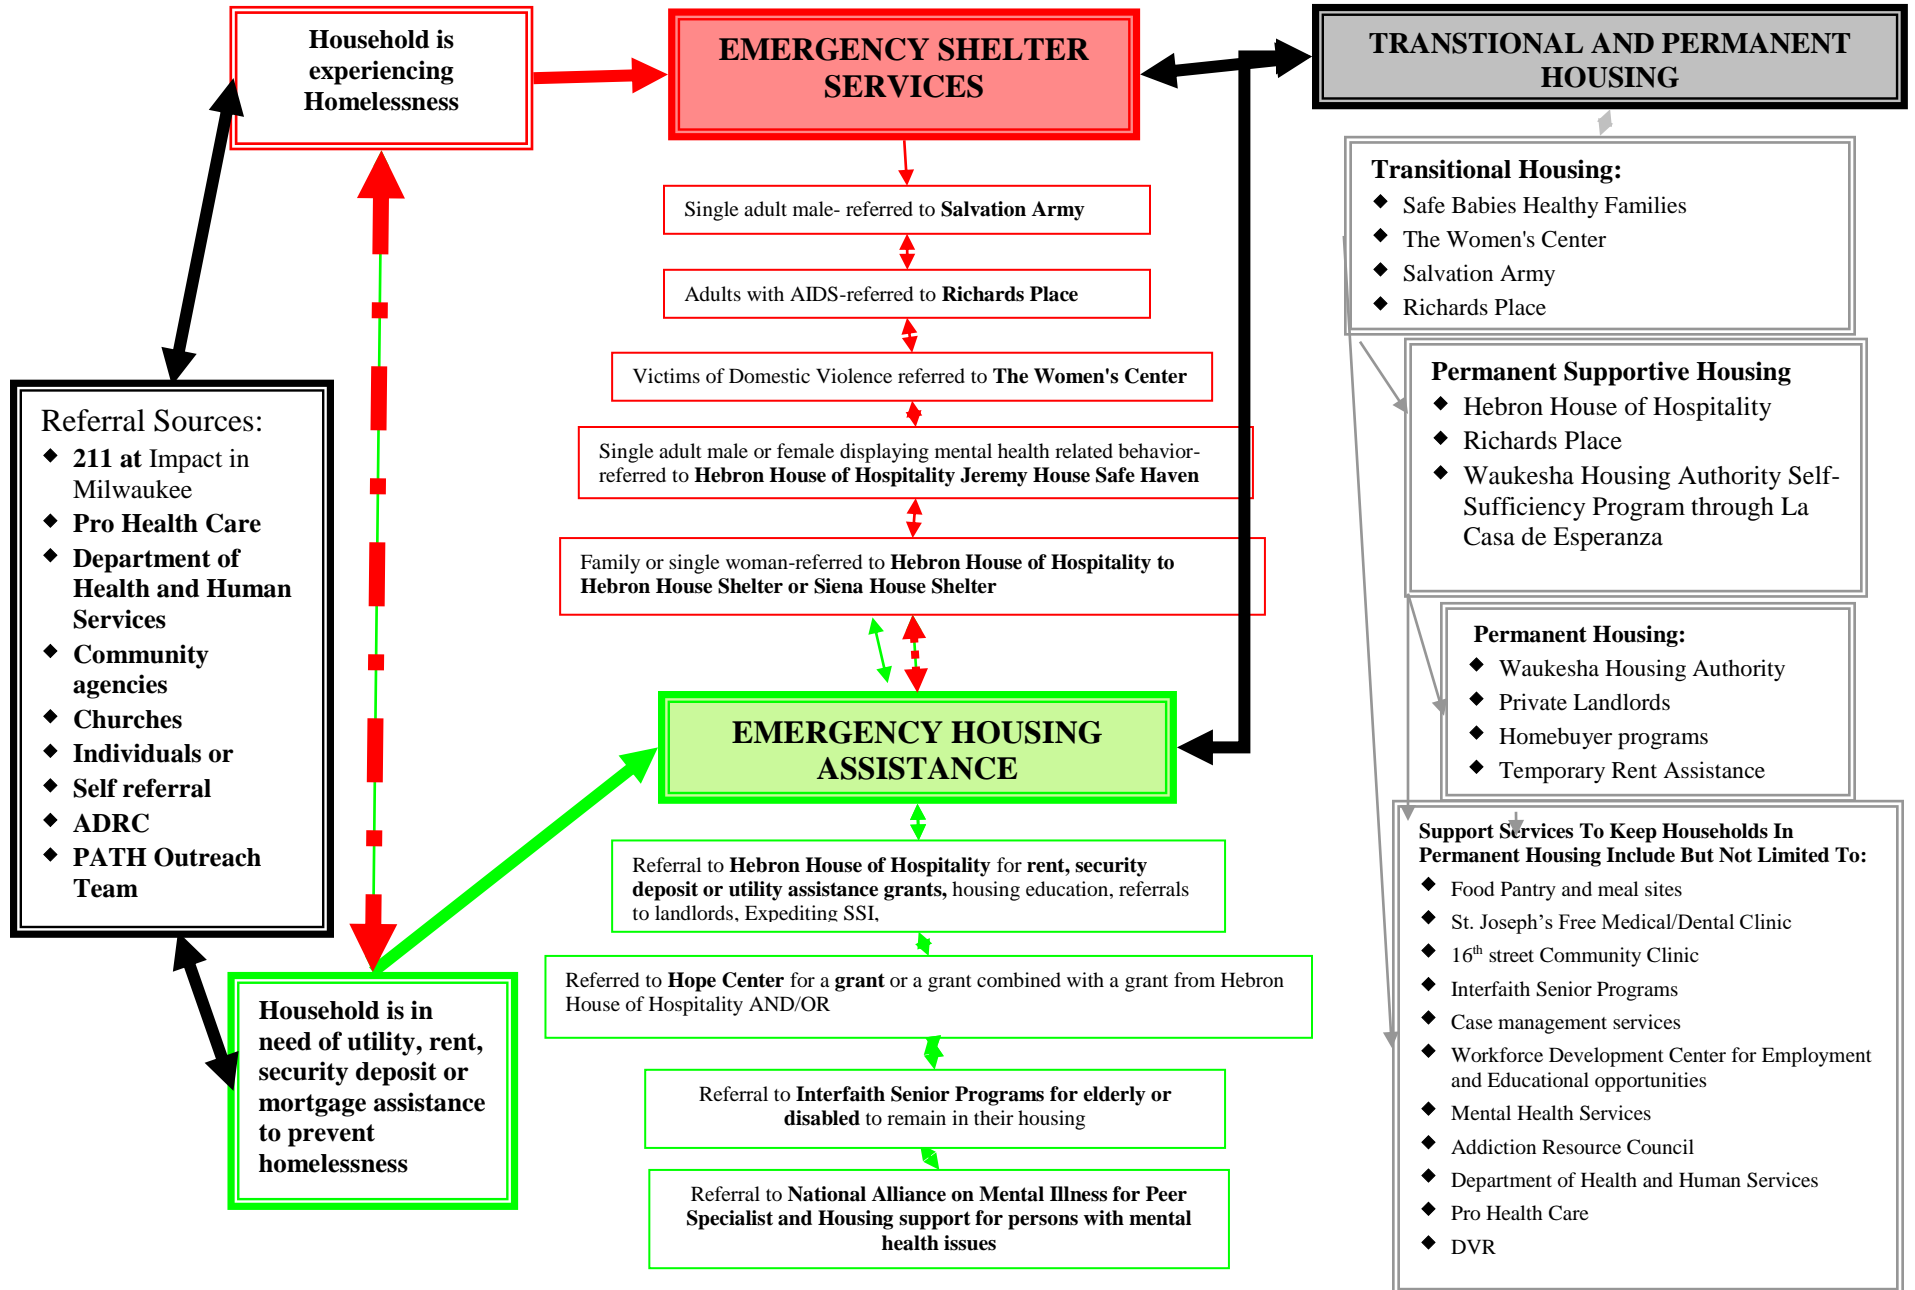 Household is
experiencing
Homelessness
EMERGENCY SHELTER
SERVICES
TRANSTIONAL AND PERMANENT
HOUSING
Single adult male- referred to Salvation Army
Adults with AIDS-referred to Richards Place
Victims of Domestic Violence referred to The Women's Center
Single adult male or female displaying mental health related behavior-
referred to Hebron House of Hospitality Jeremy House Safe Haven
Family or single woman-referred to Hebron House of Hospitality to
Hebron House Shelter or Siena House Shelter
Transitional Housing:
Safe Babies Healthy Families
The Women's Center
Salvation Army
Richards Place
Permanent Supportive Housing
Hebron House of Hospitality
Richards Place
Waukesha Housing Authority Self-
Sufficiency Program through La
Casa de Esperanza
Referral Sources:
211 at Impact in
Milwaukee
Pro Health Care
Department of
Health and Human
Services
Community
agencies
Churches
Individuals or
Self referral
ADRC
PATH Outreach
Team
Permanent Housing:
Waukesha Housing Authority
Private Landlords
Homebuyer programs
Temporary Rent Assistance
EMERGENCY HOUSING
ASSISTANCE
Referral to Hebron House of Hospitality for rent, security
deposit or utility assistance grants, housing education, referrals
to landlords, Expediting SSI,
Referred to Hope Center for a grant or a grant combined with a grant from Hebron
House of Hospitality AND/OR
Referral to Interfaith Senior Programs for elderly or
disabled to remain in their housing
Referral to National Alliance on Mental Illness for Peer
Specialist and Housing support for persons with mental
health issues
Household is in
need of utility, rent,
security deposit or
mortgage assistance
to prevent
homelessness
Support Services To Keep Households In
Permanent Housing Include But Not Limited To:
Food Pantry and meal sites
St. Joseph’s Free Medical/Dental Clinic
16th street Community Clinic
Interfaith Senior Programs
Case management services
Workforce Development Center for Employment
and Educational opportunities
Mental Health Services
Addiction Resource Council
Department of Health and Human Services
Pro Health Care
DVR